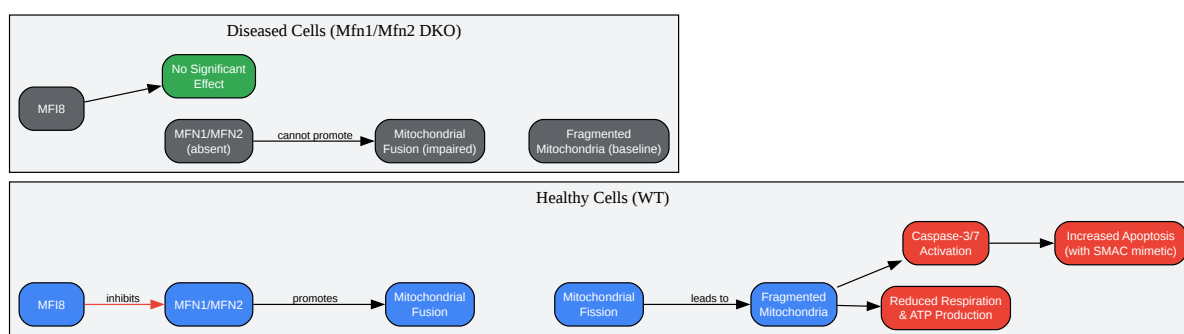 Diseased Cells (Mfn1/Mfn2 DKO)
No Significant
Effect
MFI8
MFN1/MFN2
(absent)
cannot promote
Mitochondrial
Fusion (impaired)
Fragmented
Mitochondria (baseline)
Healthy Cells (WT)
Caspase-3/7
Activation
Increased Apoptosis
(with SMAC mimetic)
MFI8
inhibits
MFN1/MFN2
promotes
Mitochondrial
Fusion
Mitochondrial
Fission
leads to
Fragmented
Mitochondria
Reduced Respiration
& ATP Production